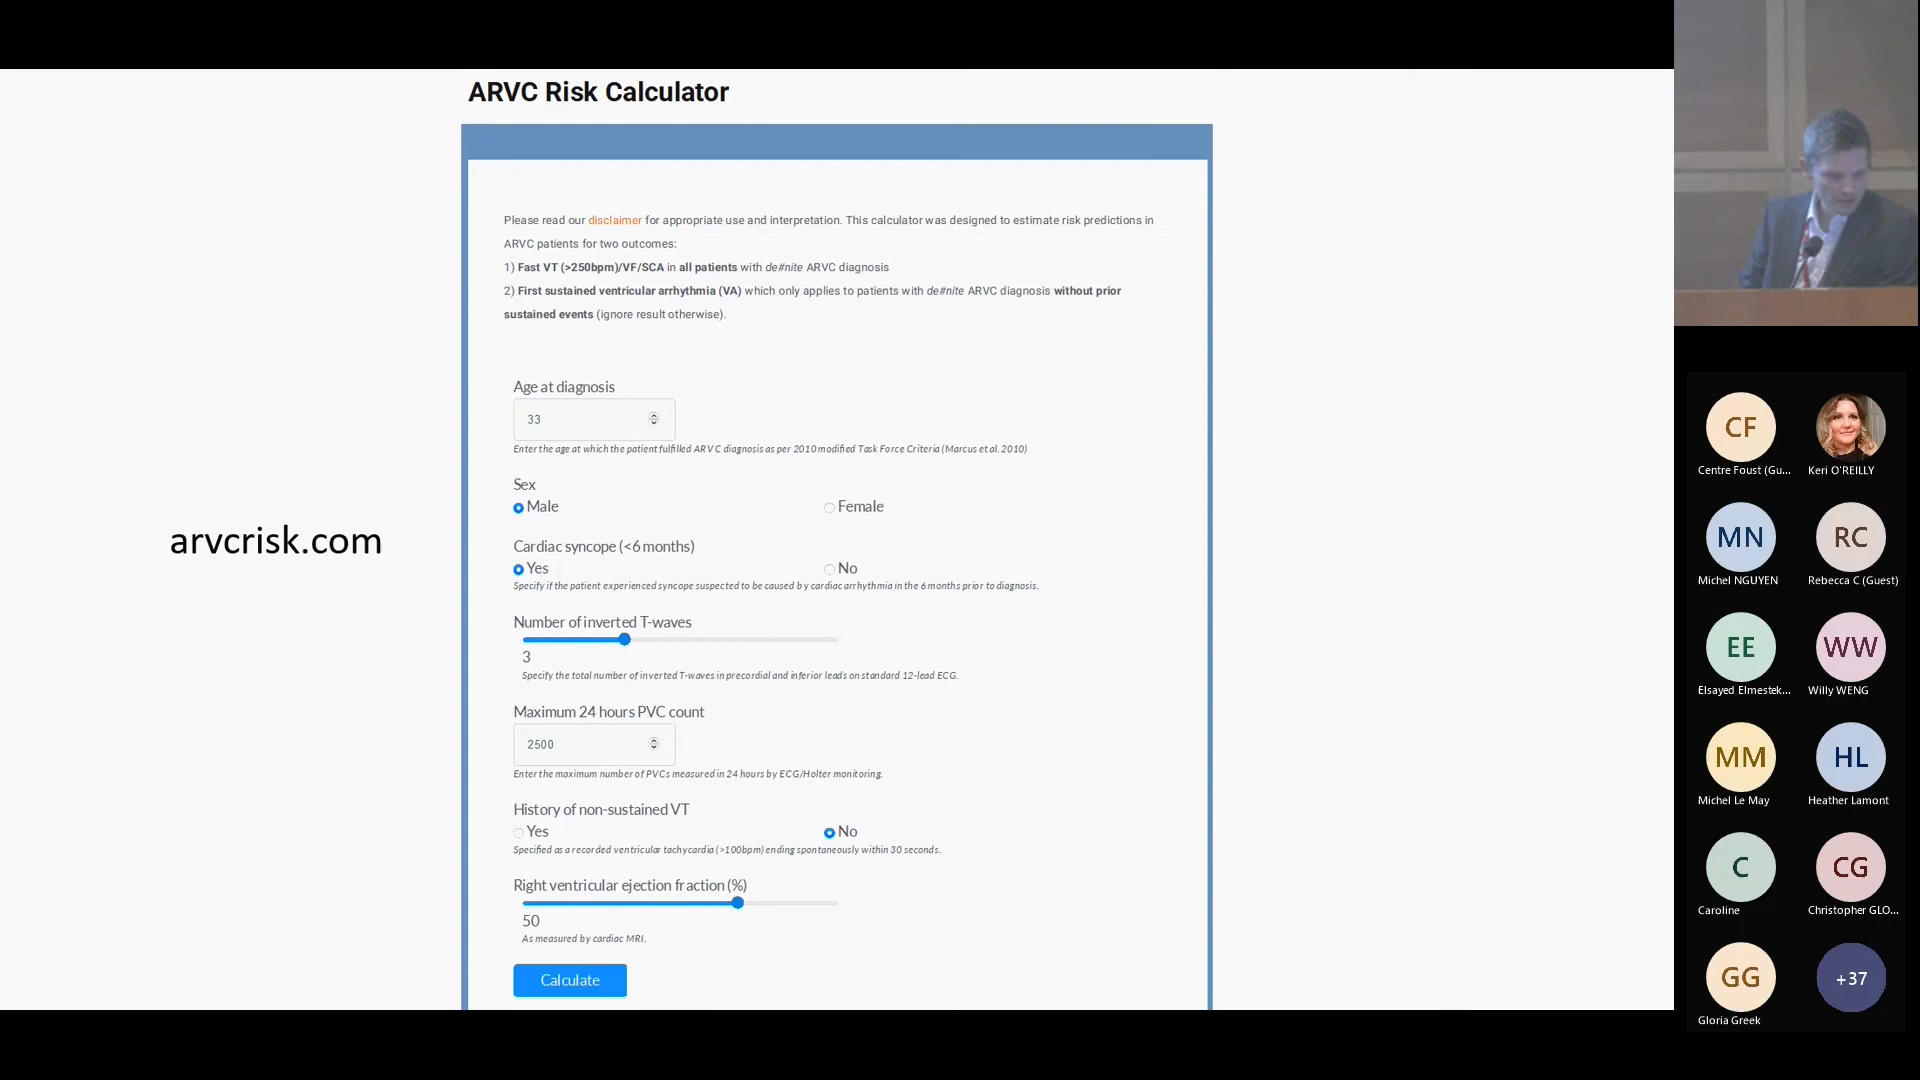 ARVC Risk Calculator
Please read our disclaimer for appropriate use and interpretation. This calculator was designed to estimate risk predictions in
ARVC patients for two outcomes:
1) Fast VT (>250bpm)/VF/SCA in all patients with de#nite ARVC diagnosis
2) First sustained ventricular arrhythmia (VA) which only applies to patients with de#nite ARVC diagnosis without prior
sustained events (ignore result otherwise).
Age at diagnosis
33
Enter the age at which the patient fulfilled ARVC diagnosis as per 2010 modified Task Force Criteria (Marcus et al. 2010)
Sex
Male
Female
arvcrisk.com
Cardiac syncope (<6 months)
Yes
No
Specify if the patient experienced syncope suspected to be caused by cardiac arrhythmia in the 6 months prior to diagnosis.
Number of inverted T-waves
3
Specify the total number of inverted T-waves in precordial and inferior leads on standard 12-lead ECG.
Maximum 24 hours PVC count
2500
Enter the maximum number of PVCs measured in 24 hours by ECG/Holter monitoring.
History of non-sustained VT
Yes
No
Specified as a recorded ventricular tachycardia (>100bpm) ending spontaneously within 30 seconds.
Right ventricular ejection fraction (%)
50
As measured by cardiac MRI.
Calculate
CF
Centre Foust (Gu...
Keri O'REILLY
MN
Michel NGUYEN
RC
Rebecca C (Guest)
EE
Elsayed Elmestek...
WW
Willy WENG
MM
Michel Le May
HL
Heather Lamont
C
Caroline
CG
Christopher GLO...
GG
Gloria Greek
+37